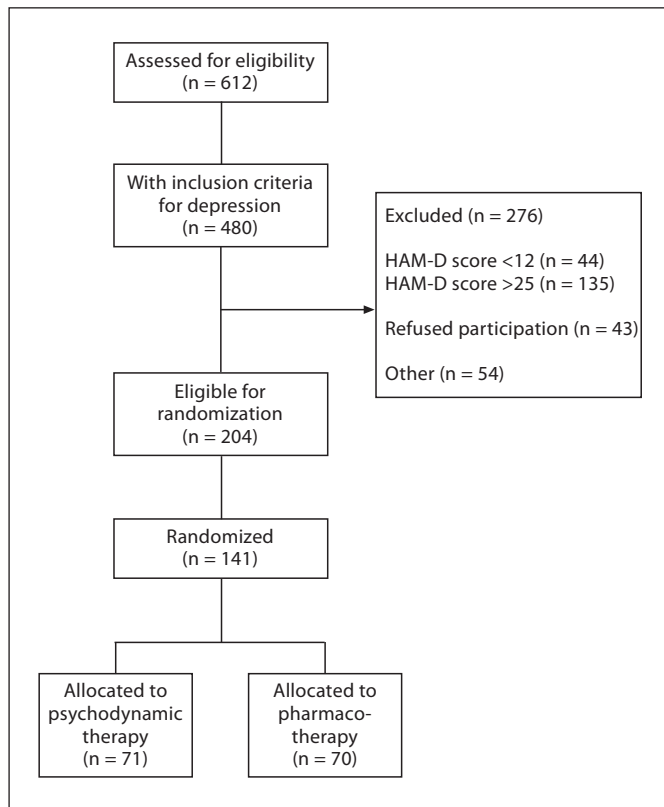 Assessed for eligibility
(n = 612)
With inclusion criteria
for depression
(n = 480)
Excluded (n = 276)
HAM-D score <12 (n = 44)
HAM-D score >25 (n = 135)
Refused participation (n = 43)
Other (n = 54)
Eligible for
randomization
(n = 204)
Randomized
(n = 141)
Allocated to
psychodynamic
therapy
(n = 71)
Allocated to
pharmaco-
therapy
(n = 70)